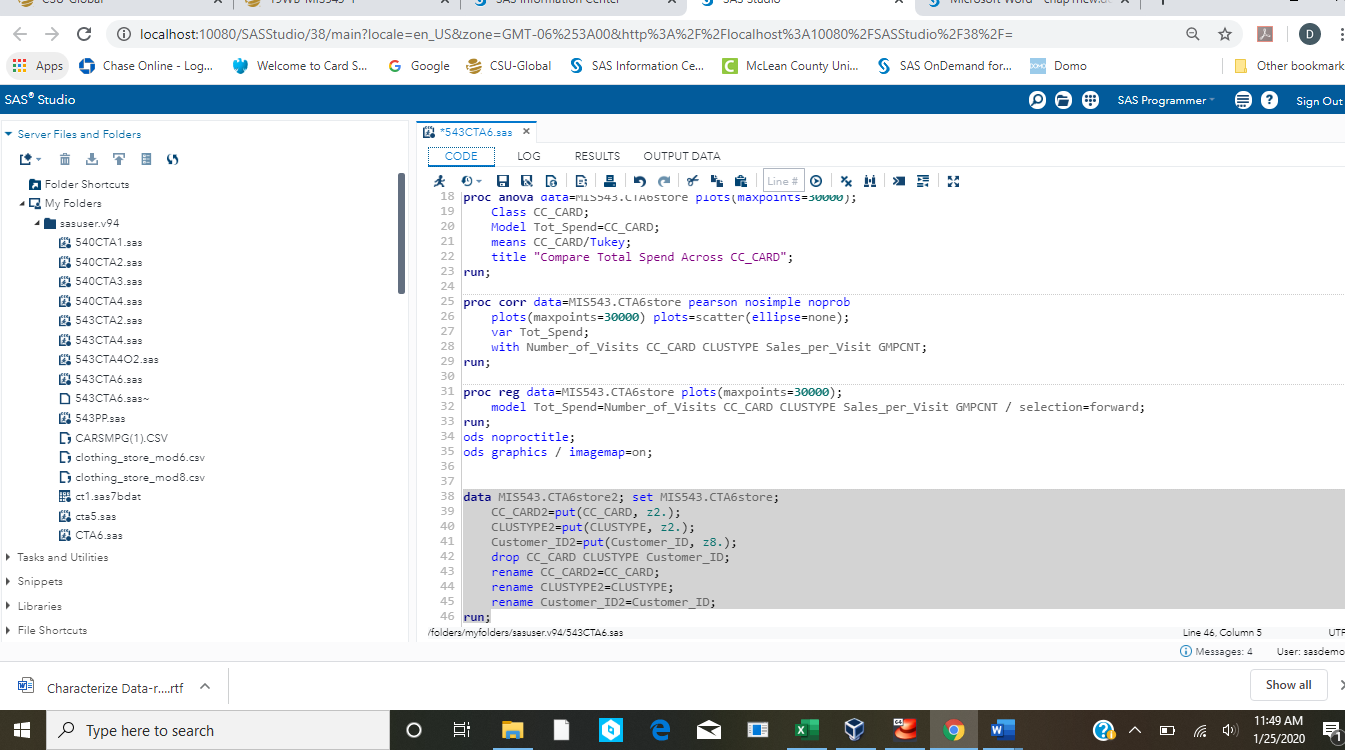 CSU-Global
SAS Information Center
SAS Studio
localhost:10080/SASStudio/38/main?locale=en_US&zone=GMT-06%253A00&http%3A%2F%2Flocalhost%3A10080%2FSASStudio%2F38%2F=
D
Apps
Chase Online - Log...
Welcome to Card S...
Google
CSU-Global
SAS Information Ce...
McLean County Uni...
SAS OnDemand for...
Domo
Other bookmark
SAS® Studio
SAS Programmer
Sign Out
Server Files and Folders
Folder Shortcuts
My Folders
sasuser.v94
540CTA1.sas
540CTA2.sas
540CTA3.sas
540CTA4.sas
543CTA2.sas
543CTA4.sas
543CTA4O2.sas
543CTA6.sas
543CTA6.sas~
543PP.sas
CARSMPG(1).CSV
clothing_store_mod6.csv
clothing_store_mod8.csv
ct1.sas7bdat
cta5.sas
CTA6.sas
Tasks and Utilities
Snippets
Libraries
File Shortcuts
*543CTA6.sas
CODE
LOG
RESULTS
OUTPUT DATA
Line #
18 proc anova data=MIS543.CTA6store plots(maxpoints=30000);
19 Class CC_CARD;
20 Model Tot_Spend=CC_CARD;
21 means CC_CARD/Tukey;
22 title "Compare Total Spend Across CC_CARD";
23 run;
24
25 proc corr data=MIS543.CTA6store pearson nosimple noprob
26 plots(maxpoints=30000) plots=scatter(ellipse=none);
27 var Tot_Spend;
28 with Number_of_Visits CC_CARD CLUSTYPE Sales_per_Visit GMPCNT;
29 run;
30
31 proc reg data=MIS543.CTA6store plots(maxpoints=30000);
32 model Tot_Spend=Number_of_Visits CC_CARD CLUSTYPE Sales_per_Visit GMPCNT / selection=forward;
33 run;
34 ods noproctitle;
35 ods graphics / imagemap=on;
36
37
38 data MIS543.CTA6store2; set MIS543.CTA6store;
39 CC_CARD2=put(CC_CARD, z2.);
40 CLUSTYPE2=put(CLUSTYPE, z2.);
41 Customer_ID2=put(Customer_ID, z8.);
42 drop CC_CARD CLUSTYPE Customer_ID;
43 rename CC_CARD2=CC_CARD;
44 rename CLUSTYPE2=CLUSTYPE;
45 rename Customer_ID2=Customer_ID;
46 run;
/folders/myfolders/sasuser.v94/543CTA6.sas
Line 46, Column 5
UTF
Messages: 4
User: sasdemo
Characterize Data-r....rtf
Show all
Type here to search
11:49 AM
1/25/2020
1